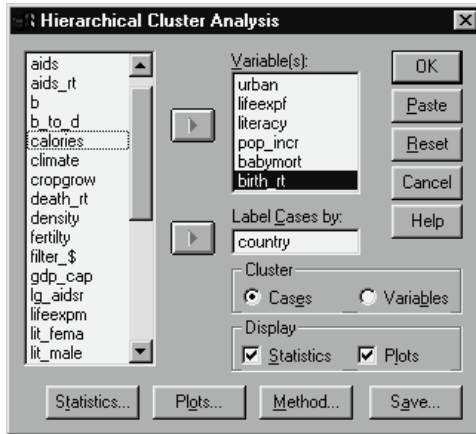 Hierarchical Cluster Analysis
aids
aids_rt
b
b_to_d
calories
climate
cropgrow
death_rt
density
fertilty
filter_$
gdp_cap
lg_aidsr
lifeexpm
lit_fema
lit_male
Variable(s):
urban
lifeexpf
literacy
pop_incr
babymort
birth_rt
Label Cases by:
country
Cluster
Cases Variables
Display
Statistics Plots
OK
Paste
Reset
Cancel
Help
Statistics... Plots... Method... Save...